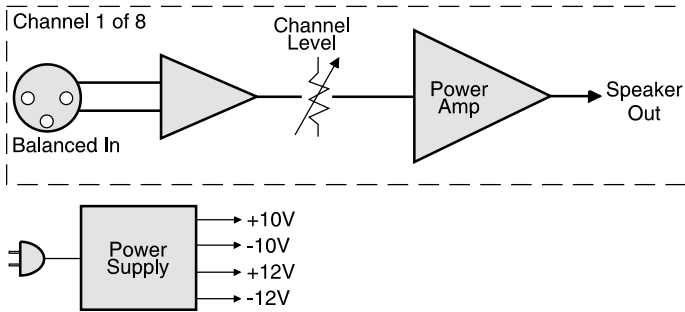 Channel 1 of 8
Channel
Level
Balanced In
Power
Amp
Speaker
Out
Power
Supply
+10V
-10V
+12V
-12V